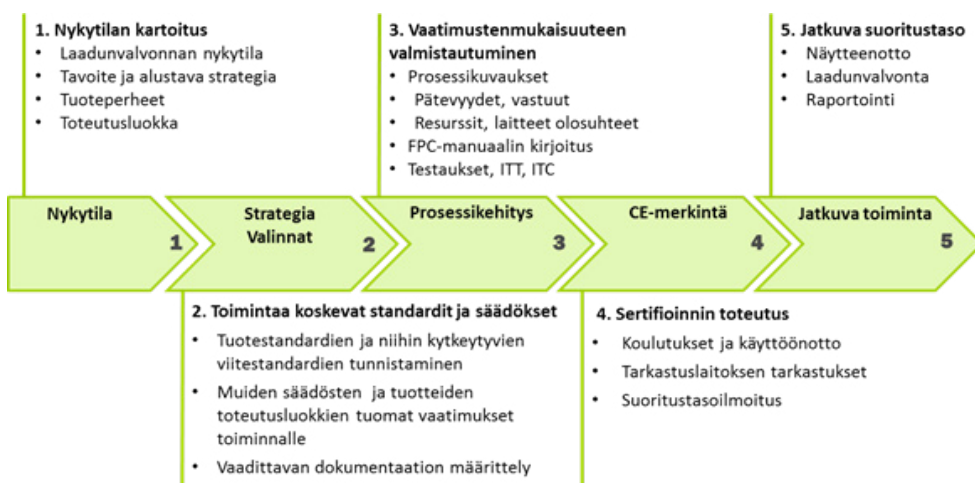 1. Nykytilan kartoitus
• Laadunvalvonnan nykytila
• Tavoite ja alustava strategia
• Tuoteperheet
• Toteutusluokka
3. Vaatimustenmukaisuuteen
valmistautuminen
• Prosessikuvaukset
• Pätevyydet, vastuut
• Resurssit, laitteet olosuhteet
• FPC-manuaalin kirjoitus
• Testaukset, ITT, ITC
5. Jatkuva suoritustaso
• Näytteenotto
• Laadunvalvonta
• Raportointi
Nykytila
1
Strategia
Valinnat
2
Prosessikehitys
3
CE-merkintä
4
Jatkuva toiminta
5
2. Toimintaa koskevat standardit ja säädökset
• Tuotestandardien ja niihin kytkeytyvien
viitestandardien tunnistaminen
• Muiden säädösten ja tuotteiden
toteutusluokkien tuomat vaatimukset
toiminnalle
• Vaadittavan dokumentaation määrittely
4. Sertifioinnin toteutus
• Koulutukset ja käyttöönotto
• Tarkastuslaitoksen tarkastukset
• Suoritustasoilmoitus